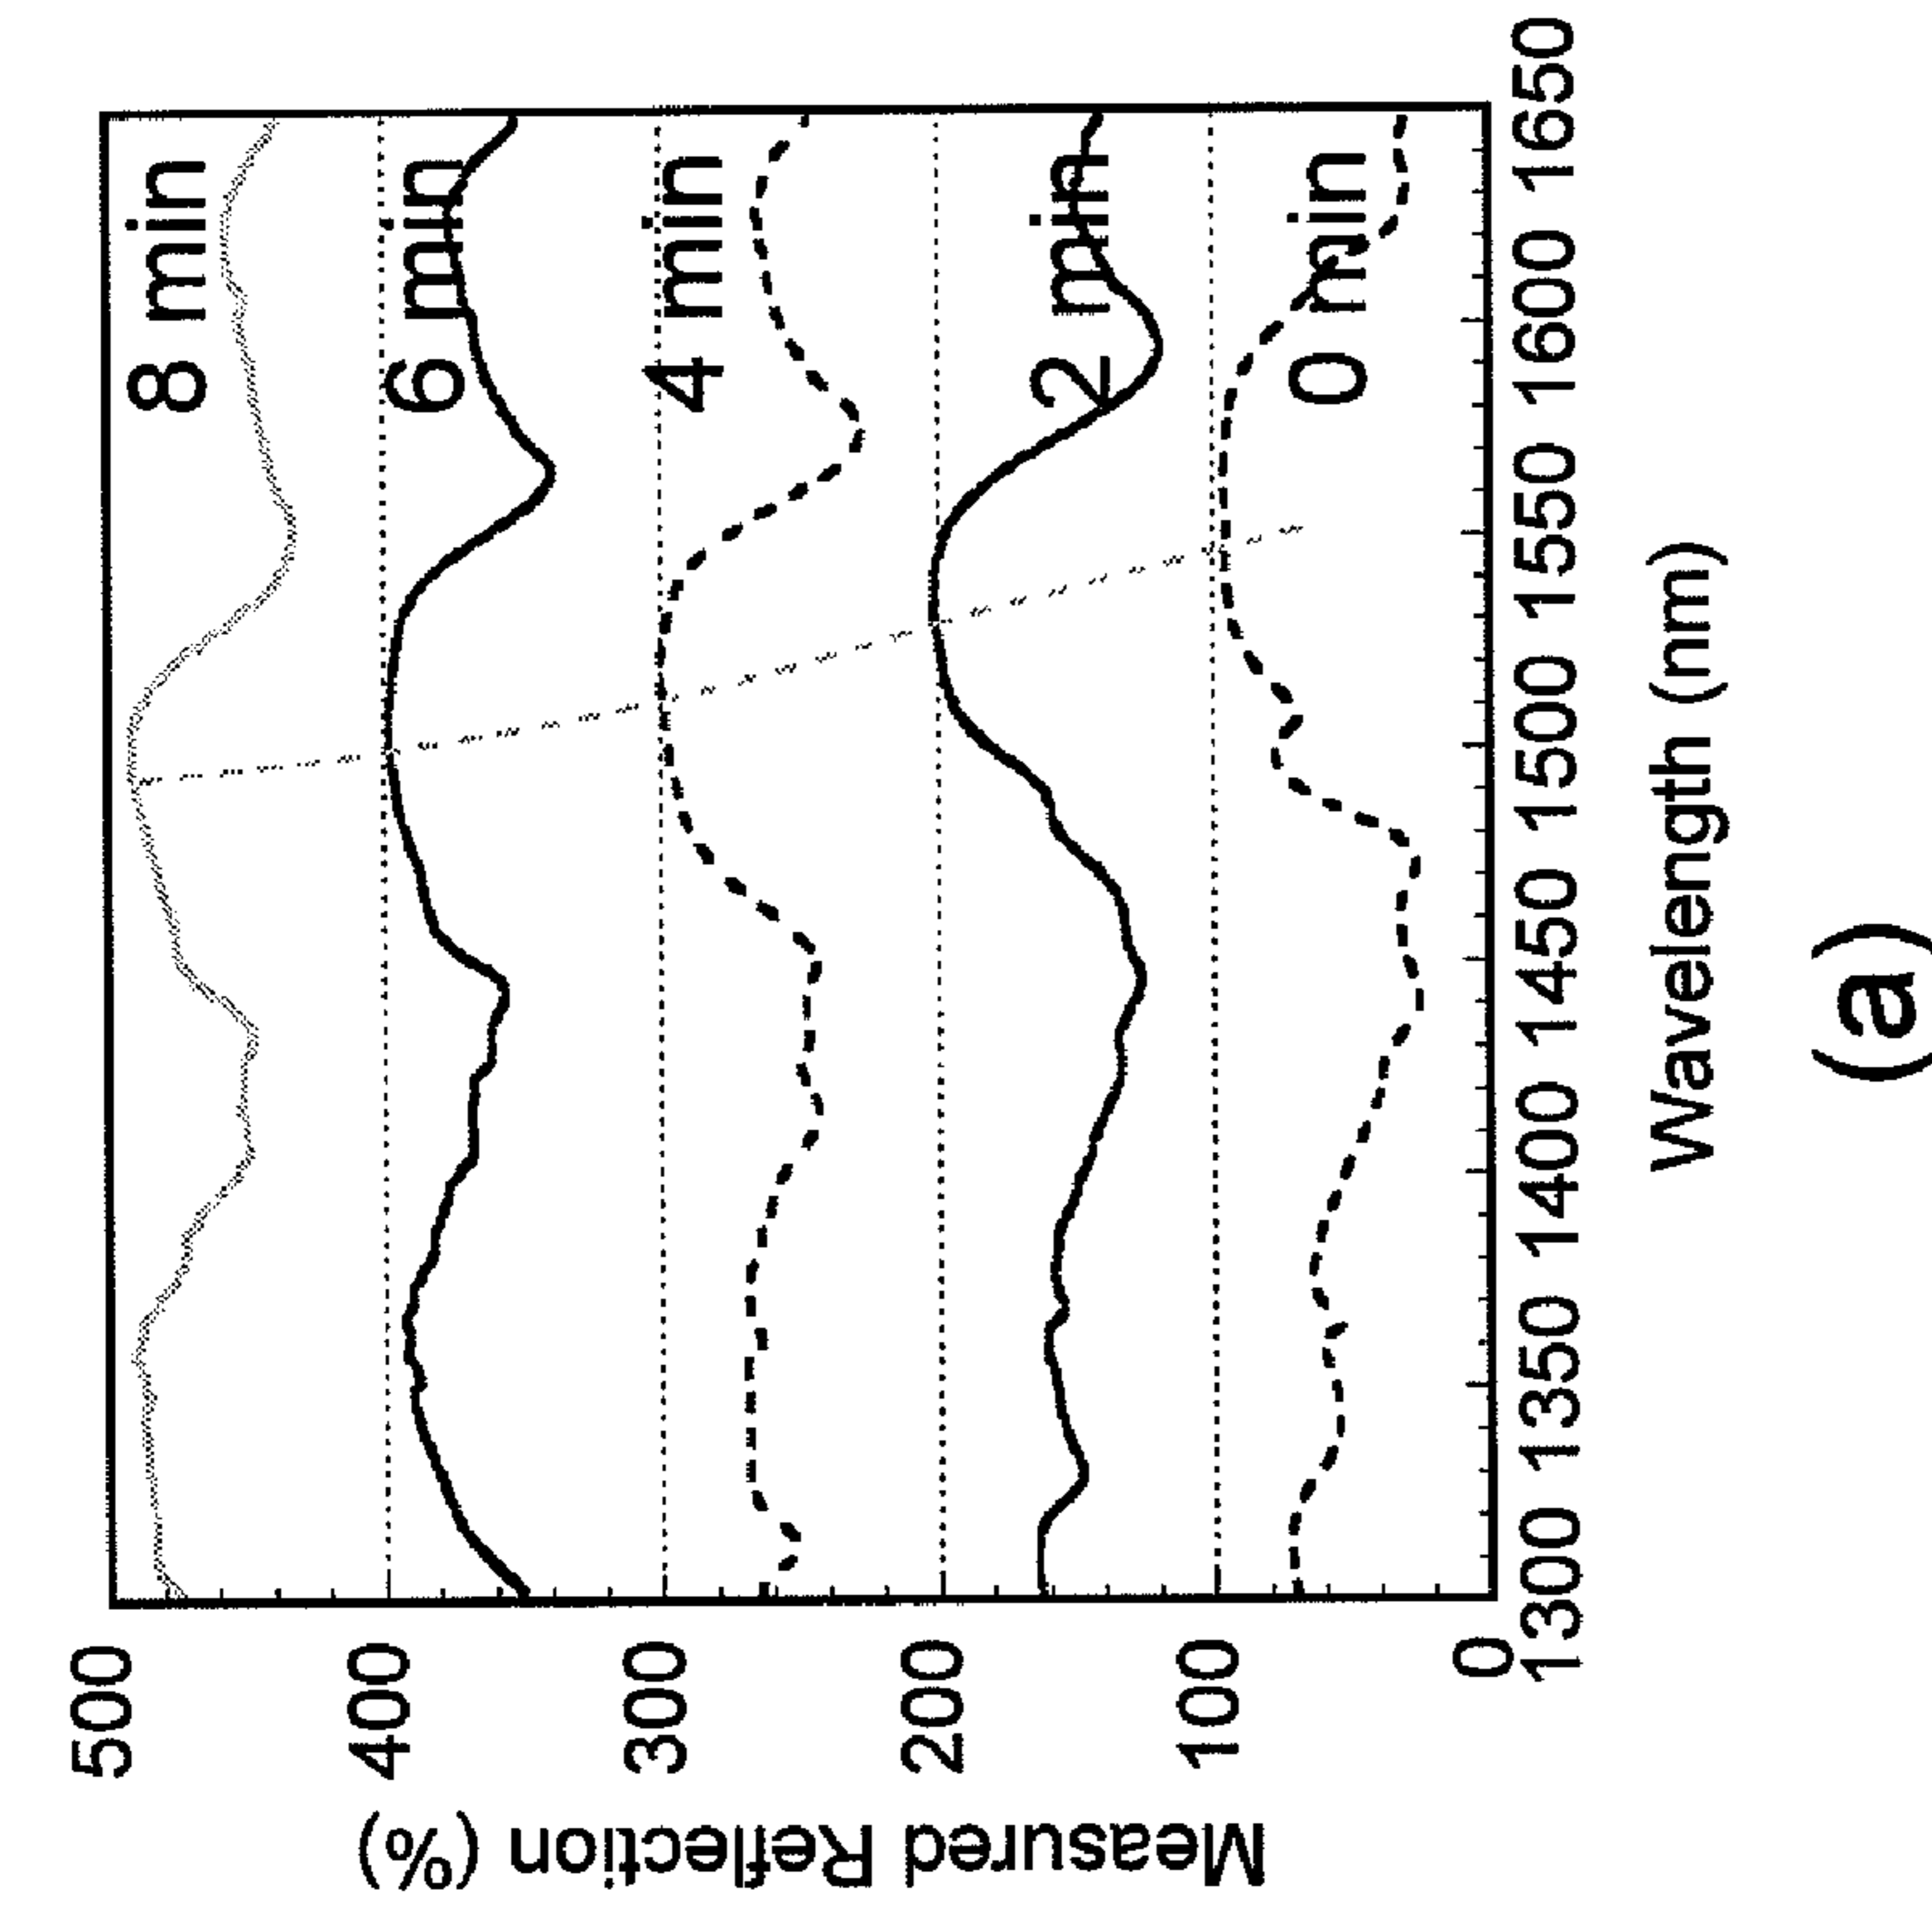 500
400
300
200
100
0
Measured Reflection (%)
8 min
6 min
4 min
2 min
0 min
1300 1350 1400 1450 1500 1550 1600 1650
Wavelength (nm)
(a)